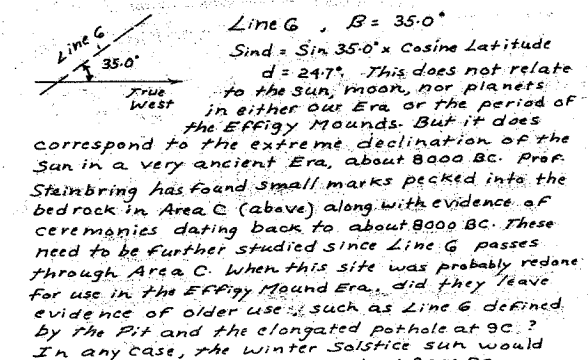 Line G
35.0°
True
West
Line G , B = 35.0°
Sind = Sin 35.0° x Cosine Latitude
d = 24.7°. This does not relate
to the sun, moon, nor planets
in either our Era or the period of
the Effigy Mounds. But it does
correspond to the extreme declination of the
Sun in a very ancient Era, about 8000 BC. Prof.
Steinbring has found small marks pecked into the
bedrock in Area C (above) along with evidence of
ceremonies dating back to about 8000 BC. These
need to be further studied since Line G passes
through Area C. When this site was probably redone
for use in the Effigy Mound Era, did they leave
evidence of older use, such as Line G defined
by the Pit and the elongated pothole at 9C ?
In any case, the winter Solstice sun would